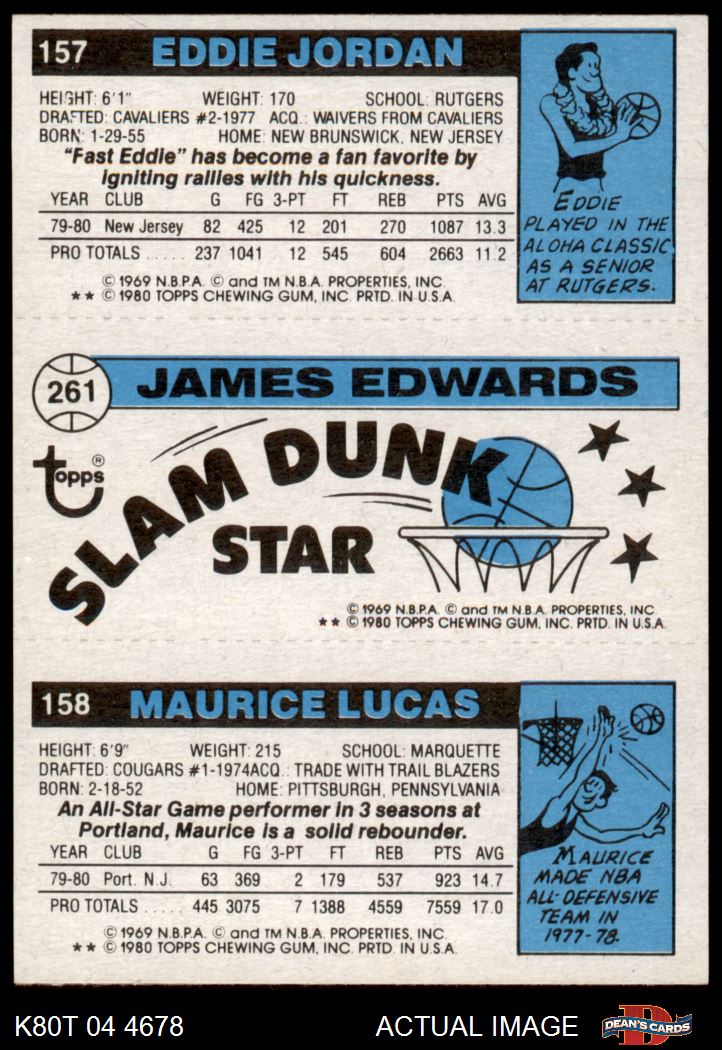 157 EDDIE JORDAN
HEIGHT: 6'1" WEIGHT: 170 SCHOOL: RUTGERS
DRAFTED: CAVALIERS #2-1977 ACQ.: WAIVERS FROM CAVALIERS
BORN: 1-29-55 HOME: NEW BRUNSWICK, NEW JERSEY
"Fast Eddie" has become a fan favorite by
igniting rallies with his quickness.
YEAR CLUB G FG 3-PT FT REB PTS AVG
79-80 New Jersey 82 425 12 201 270 1087 13.3
PRO TOTALS ..... 237 1041 12 545 604 2663 11.2
© 1969 N.B.P.A. © and TM N.B.A. PROPERTIES, INC.
** © 1980 TOPPS CHEWING GUM, INC. PRTD. IN U.S.A.
EDDIE
PLAYED IN THE
ALOHA CLASSIC
AS A SENIOR
AT RUTGERS.
261 JAMES EDWARDS
topps®
SLAM DUNK
STAR
© 1969 N.B.P.A. © and TM N.B.A. PROPERTIES, INC
** © 1980 TOPPS CHEWING GUM, INC. PRTD. IN U.S.A.
158 MAURICE LUCAS
HEIGHT: 6'9" WEIGHT: 215 SCHOOL: MARQUETTE
DRAFTED: COUGARS #1-1974 ACQ.: TRADE WITH TRAIL BLAZERS
BORN: 2-18-52 HOME: PITTSBURGH, PENNSYLVANIA
An All-Star Game performer in 3 seasons at
Portland, Maurice is a solid rebounder.
YEAR CLUB G FG 3-PT FT REB PTS AVG
79-80 Port. N.J. 63 369 2 179 537 923 14.7
PRO TOTALS ..... 445 3075 7 1388 4559 7559 17.0
© 1969 N.B.P.A. © and TM N.B.A. PROPERTIES, INC.
** © 1980 TOPPS CHEWING GUM, INC. PRTD. IN U.S.A.
MAURICE
MADE NBA
ALL-DEFENSIVE
TEAM IN
1977-78.
K80T 04 4678 ACTUAL IMAGE D DEAN'S CARDS